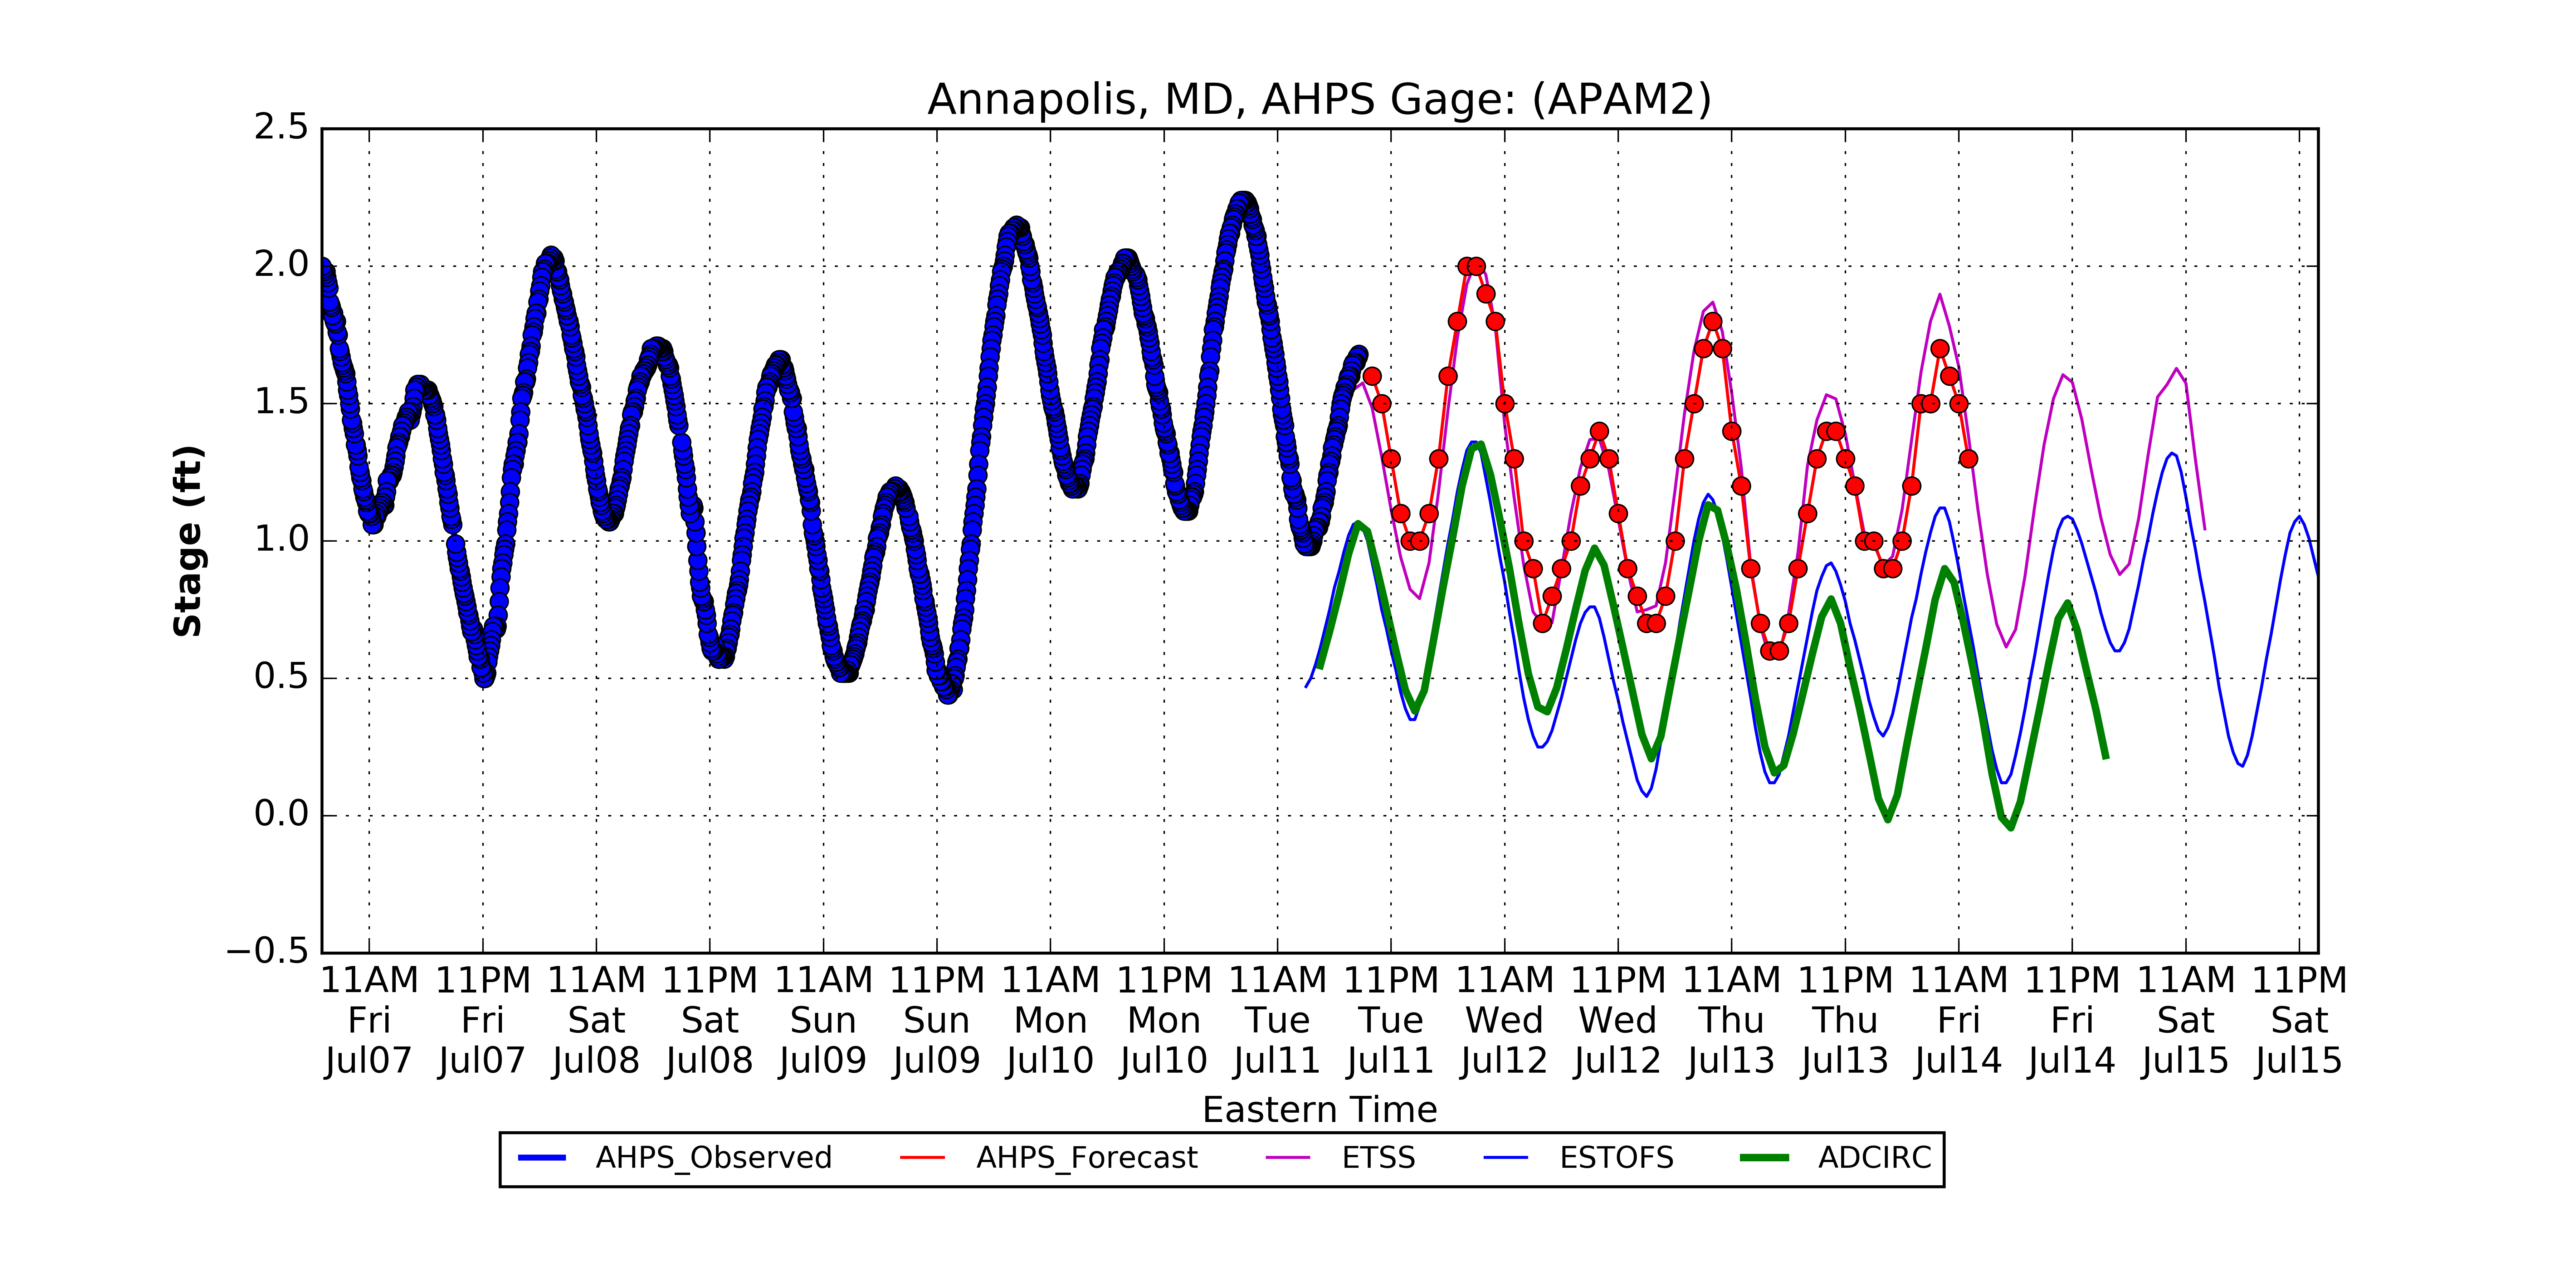 Annapolis, MD, AHPS Gage: (APAM2)
2.5
2.0
1.5
1.0
0.5
0.0
−0.5
Stage (ft)
11AM 11PM 11AM 11PM 11AM 11PM 11AM 11PM 11AM 11PM 11AM 11PM 11AM 11PM 11AM 11PM 11AM 11PM
Fri Fri Sat Sat Sun Sun Mon Mon Tue Tue Wed Wed Thu Thu Fri Fri Sat Sat
Jul07 Jul07 Jul08 Jul08 Jul09 Jul09 Jul10 Jul10 Jul11 Jul11 Jul12 Jul12 Jul13 Jul13 Jul14 Jul14 Jul15 Jul15
Eastern Time
AHPS_Observed AHPS_Forecast ETSS ESTOFS ADCIRC